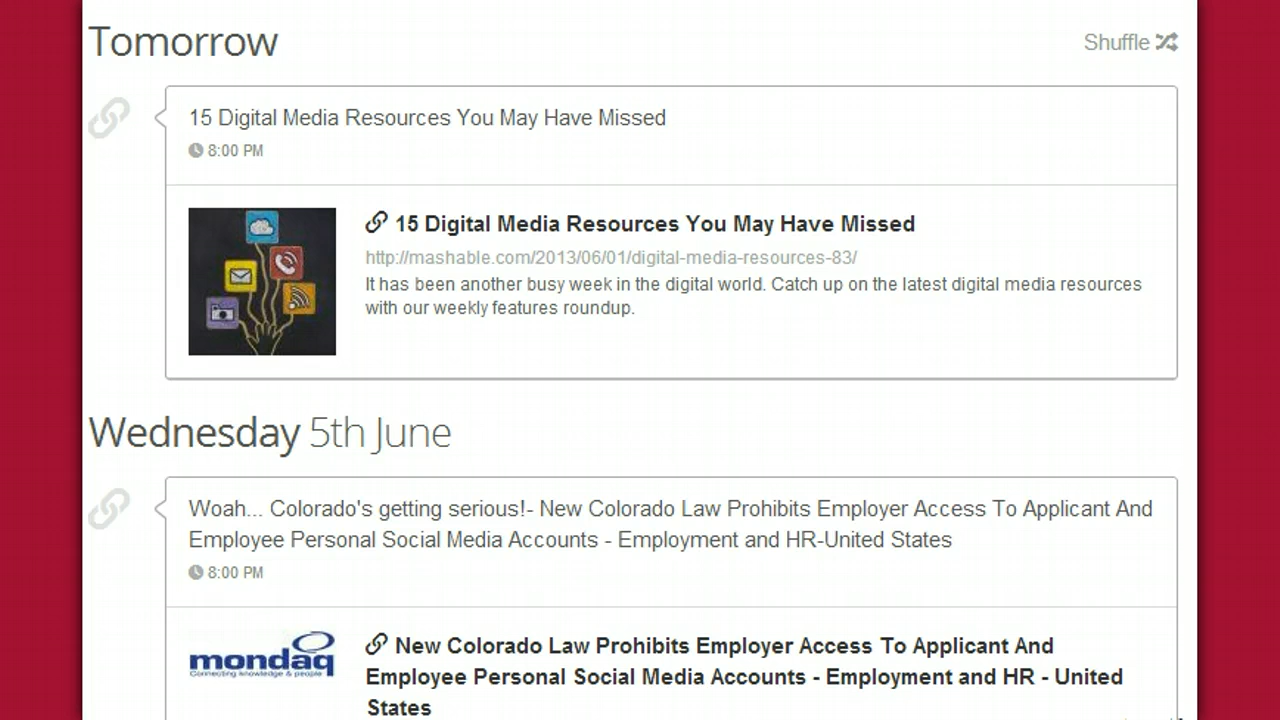 Tomorrow
Shuffle
15 Digital Media Resources You May Have Missed
8:00 PM
15 Digital Media Resources You May Have Missed
http://mashable.com/2013/06/01/digital-media-resources-83/
It has been another busy week in the digital world. Catch up on the latest digital media resources
with our weekly features roundup.
Wednesday 5th June
Woah... Colorado's getting serious!- New Colorado Law Prohibits Employer Access To Applicant And
Employee Personal Social Media Accounts - Employment and HR-United States
8:00 PM
mondaq
Connecting knowledge & people
New Colorado Law Prohibits Employer Access To Applicant And
Employee Personal Social Media Accounts - Employment and HR - United
States